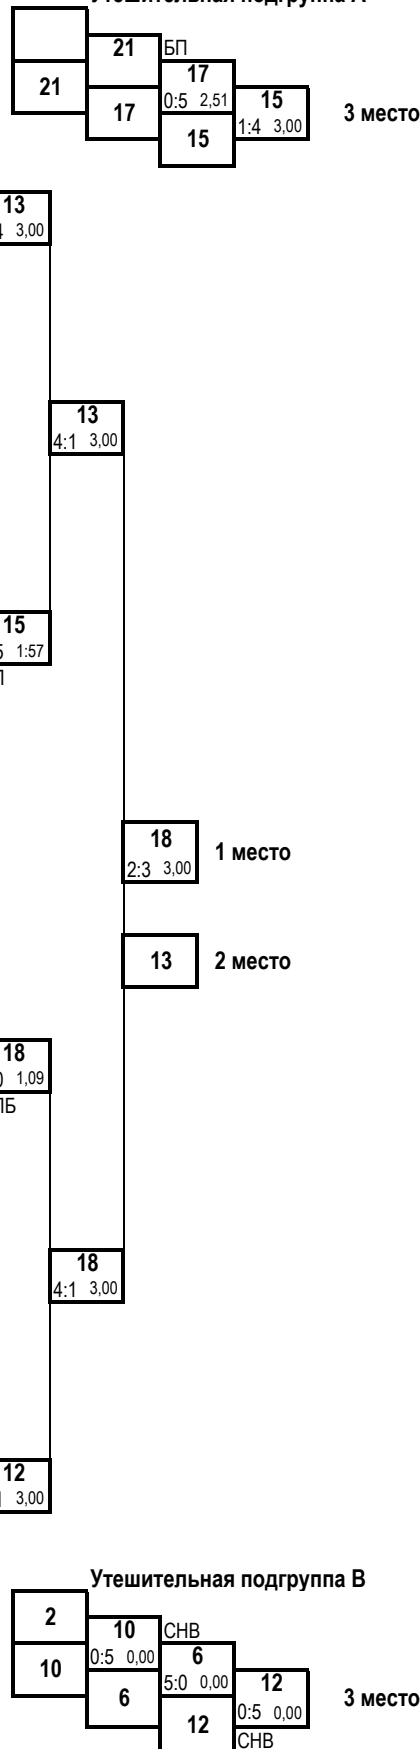 Утешительная подгруппа А
21 БП
17
21
0:5 2,51 15
17 3 место
1:4 3,00
15
13
3,00
13
4:1 3,00
15
1:57
18
2:3 3,00 1 место
13 2 место
18
1,09
ПБ
18
4:1 3,00
12
3,00
Утешительная подгруппа В
2
10 СНВ
0:5 0,00 6
10
5:0 0,00 12
6 3 место
0:5 0,00
12
СНВ